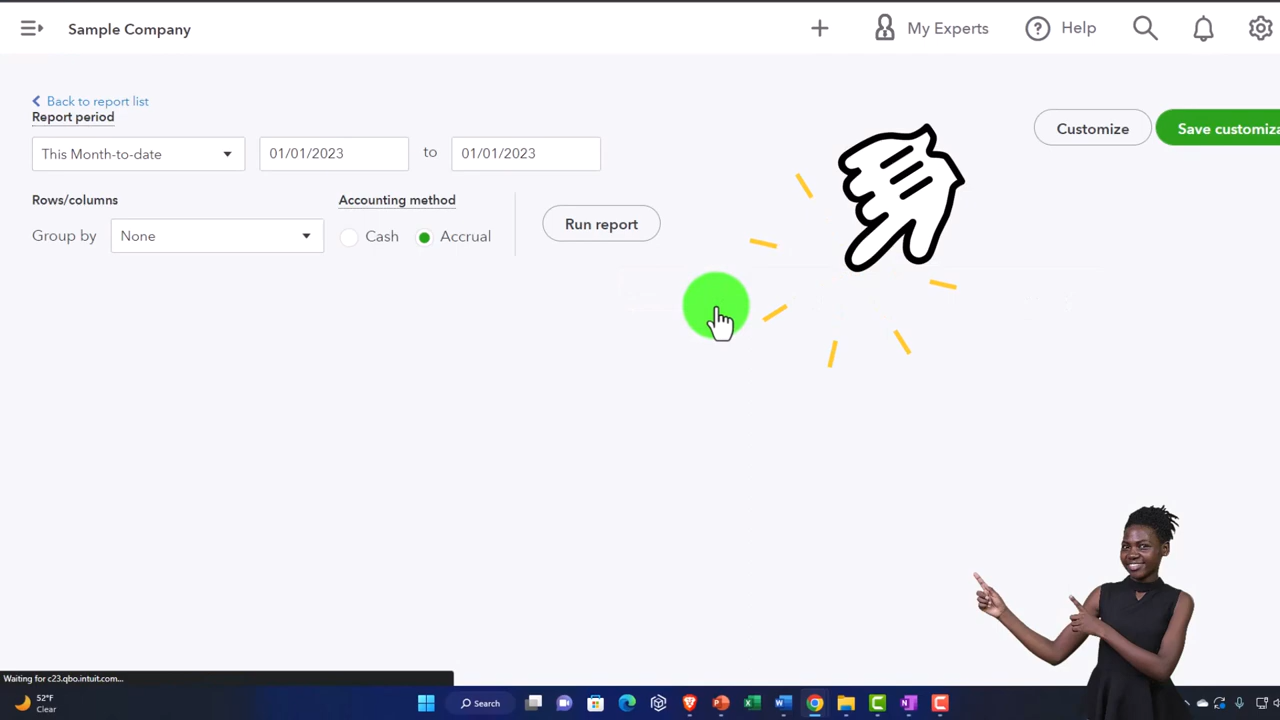 Sample Company
My Experts
Help
Back to report list
Report period
This Month-to-date
01/01/2023
to
01/01/2023
Customize
Save customiza
Rows/columns
Accounting method
Group by
None
Cash
Accrual
Run report
Waiting for c23.qbo.intuit.com...
52°F
Clear
Search